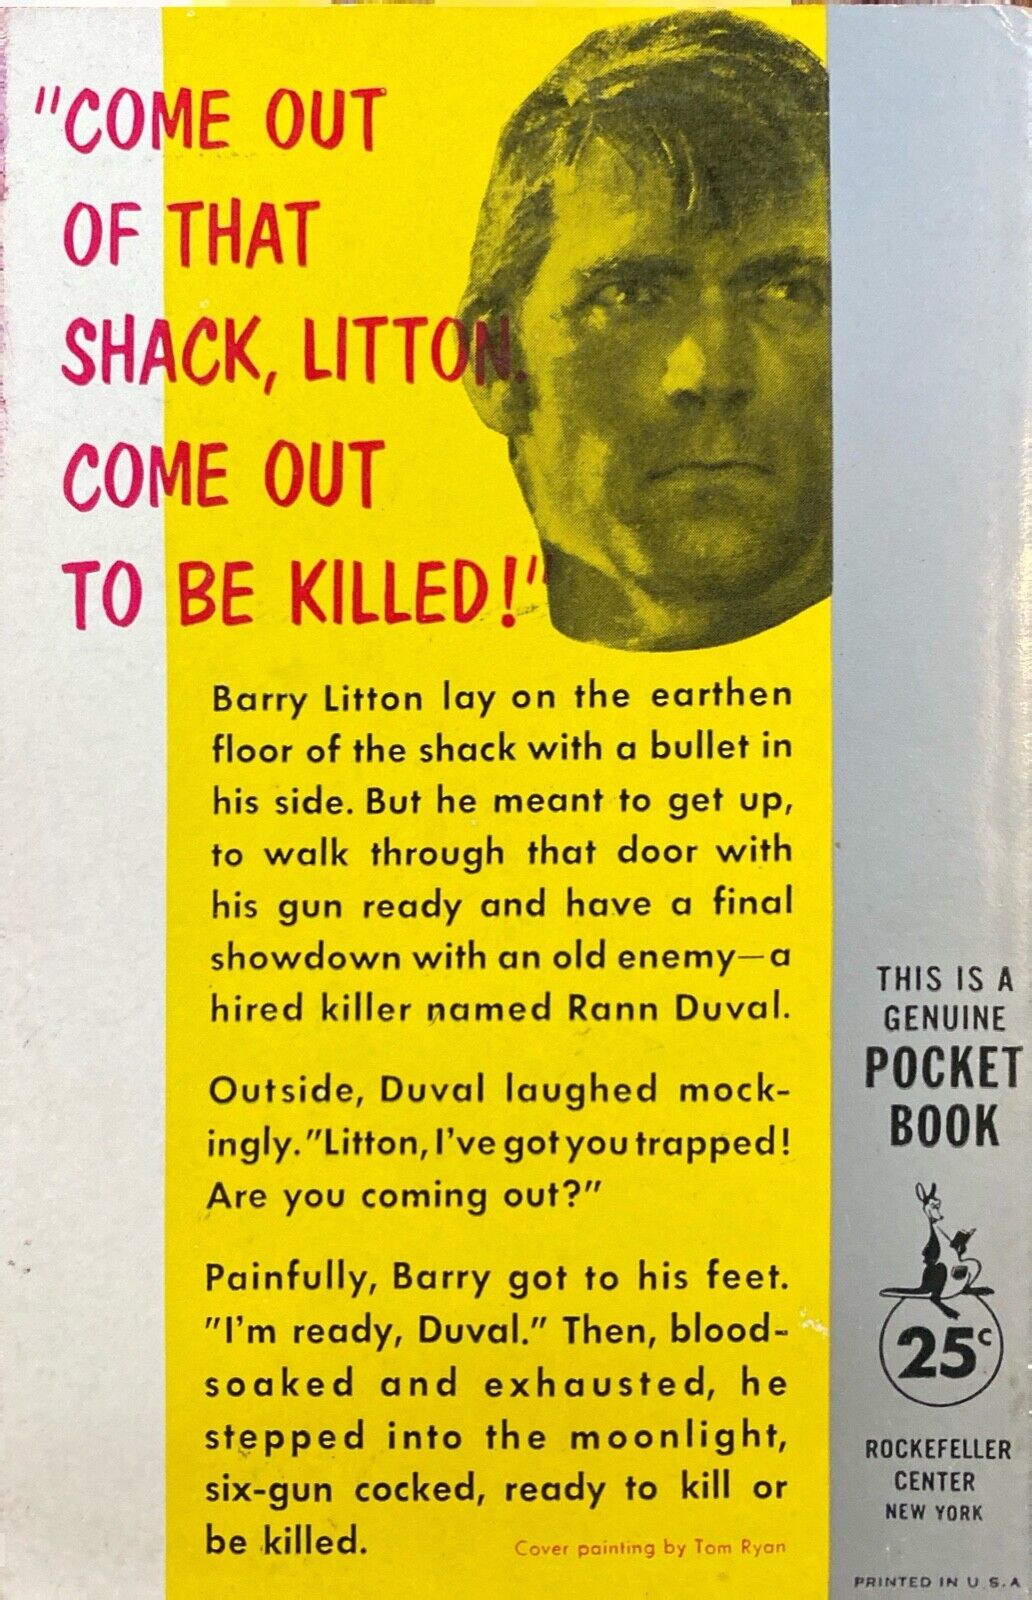 "COME OUT
OF THAT
SHACK, LITTON.
COME OUT
TO BE KILLED!"
Barry Litton lay on the earthen
floor of the shack with a bullet in
his side. But he meant to get up,
to walk through that door with
his gun ready and have a final
showdown with an old enemy—a
hired killer named Rann Duval.
Outside, Duval laughed mock-
ingly. "Litton, I've got you trapped!
Are you coming out?"
Painfully, Barry got to his feet.
"I'm ready, Duval." Then, blood-
soaked and exhausted, he
stepped into the moonlight,
six-gun cocked, ready to kill or
be killed.
Cover painting by Tom Ryan
THIS IS A
GENUINE
POCKET
BOOK
25c
ROCKEFELLER
CENTER
NEW YORK
PRINTED IN U.S.A